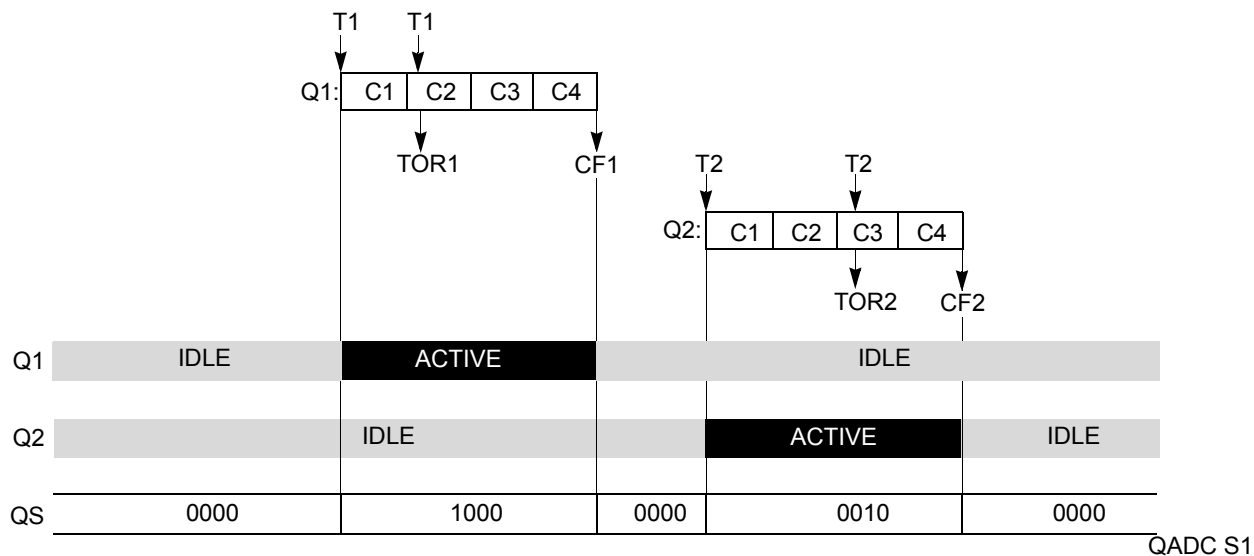 T1 T1
Q1: C1 C2 C3 C4
TOR1 CF1
T2 T2
Q2: C1 C2 C3 C4
TOR2 CF2
Q1 IDLE ACTIVE IDLE
Q2 IDLE ACTIVE IDLE
QS 0000 1000 0000 0010 0000
QADC S1